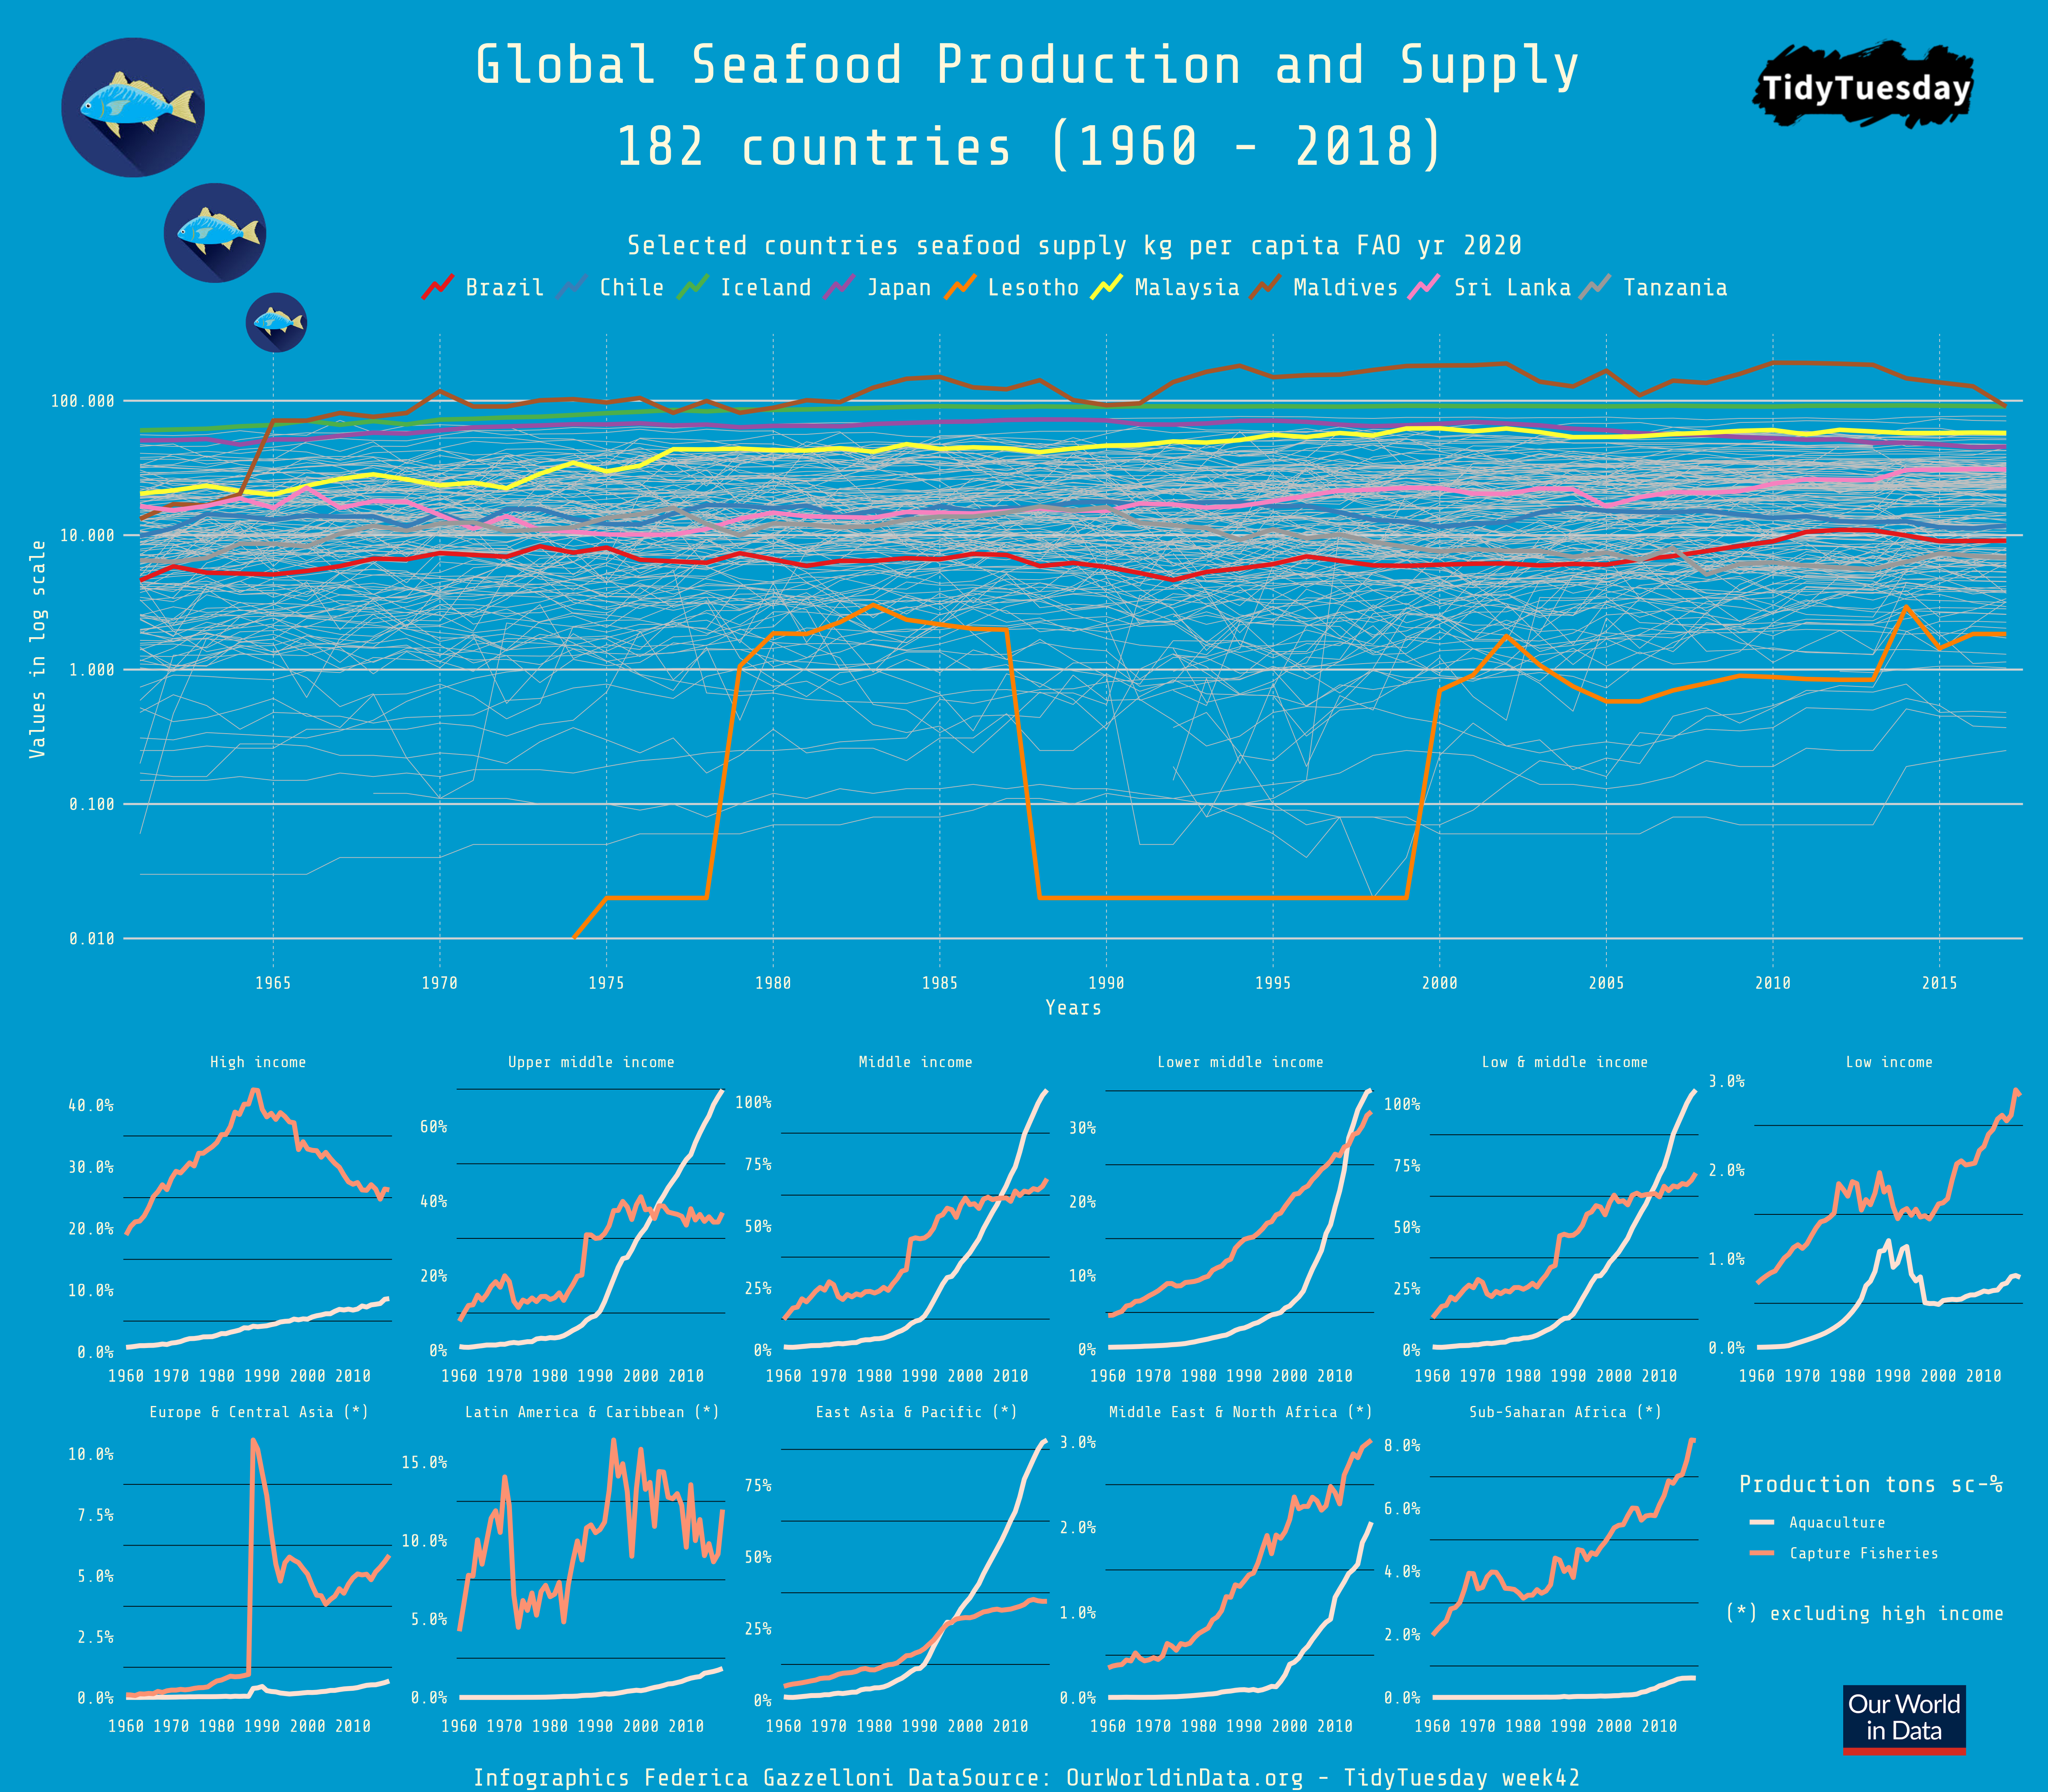 Global Seafood Production and Supply
182 countries (1960 - 2018)
TidyTuesday
Selected countries seafood supply kg per capita FAO yr 2020
Brazil Chile Iceland Japan Lesotho Malaysia Maldives Sri Lanka Tanzania
Values in log scale
100.000
10.000
1.000
0.100
0.010
1965 1970 1975 1980 1985 1990 1995 2000 2005 2010 2015
Years
High income
40.0%
30.0%
20.0%
10.0%
0.0%
1960 1970 1980 1990 2000 2010
Upper middle income
60%
40%
20%
0%
1960 1970 1980 1990 2000 2010
Middle income
100%
75%
50%
25%
0%
1960 1970 1980 1990 2000 2010
Lower middle income
30%
20%
10%
0%
1960 1970 1980 1990 2000 2010
Low & middle income
100%
75%
50%
25%
0%
1960 1970 1980 1990 2000 2010
Low income
3.0%
2.0%
1.0%
0.0%
1960 1970 1980 1990 2000 2010
Europe & Central Asia (*)
10.0%
7.5%
5.0%
2.5%
0.0%
1960 1970 1980 1990 2000 2010
Latin America & Caribbean (*)
15.0%
10.0%
5.0%
0.0%
1960 1970 1980 1990 2000 2010
East Asia & Pacific (*)
75%
50%
25%
0%
1960 1970 1980 1990 2000 2010
Middle East & North Africa (*)
3.0%
2.0%
1.0%
0.0%
1960 1970 1980 1990 2000 2010
Sub-Saharan Africa (*)
8.0%
6.0%
4.0%
2.0%
0.0%
1960 1970 1980 1990 2000 2010
Production tons sc-%
Aquaculture
Capture Fisheries
(*) excluding high income
Our World
in Data
Infographics Federica Gazzelloni DataSource: OurWorldinData.org - TidyTuesday week42